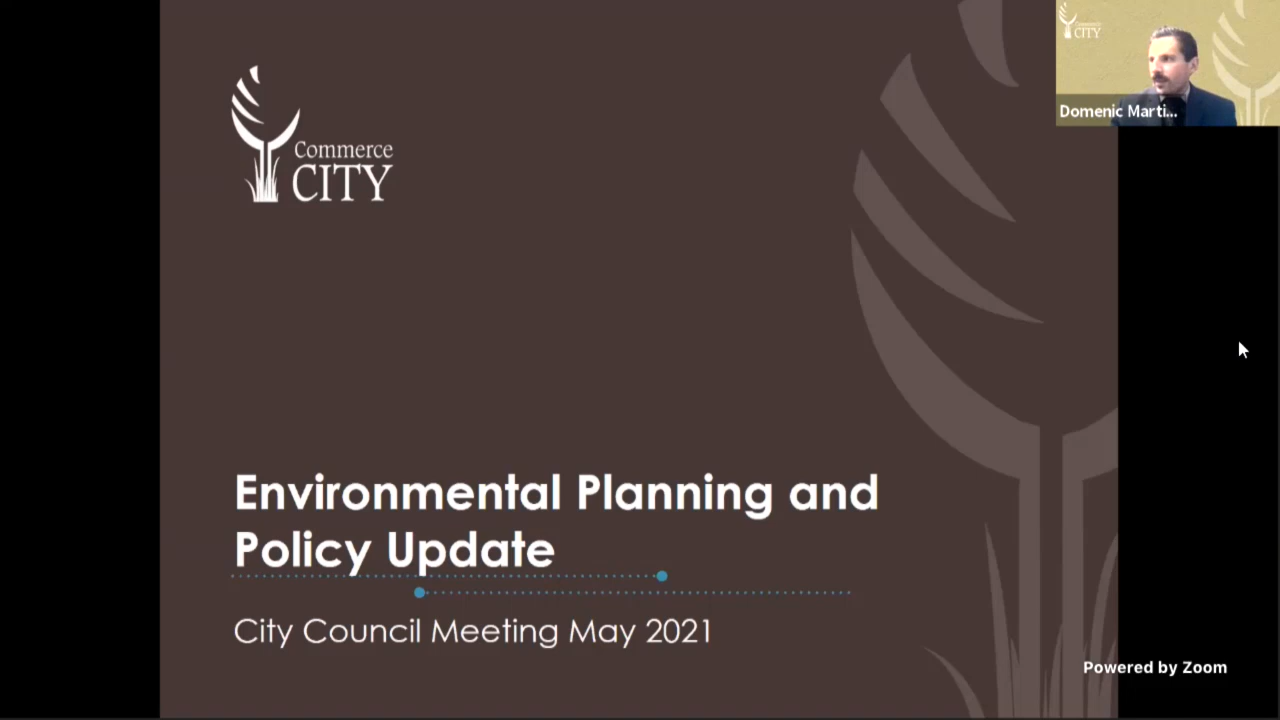 Commerce
CITY
CITY
Domenic Marti...
Environmental Planning and
Policy Update
City Council Meeting May 2021
Powered by Zoom